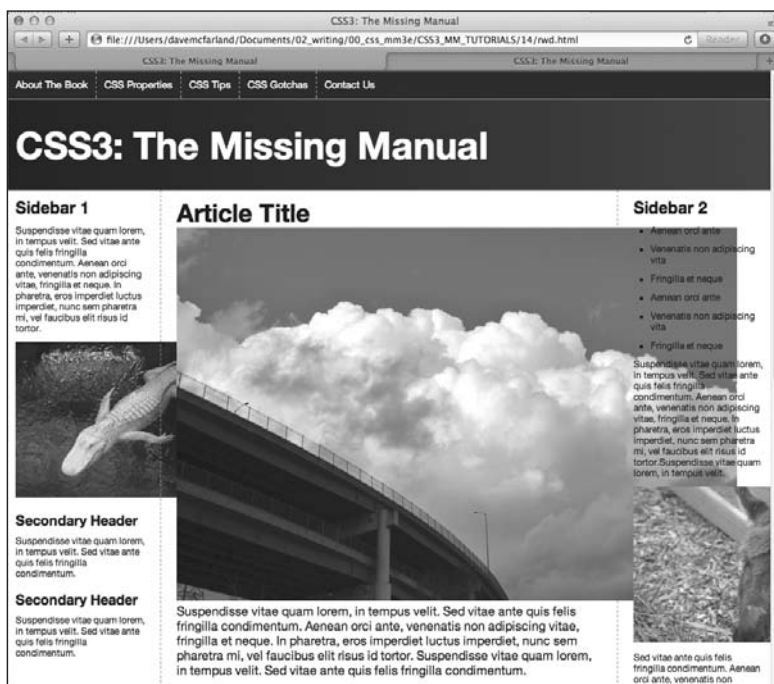 CSS3: The Missing Manual
file:///Users/davemcfarland/Documents/02_writing/00_css_mm3e/CSS3_MM_TUTORIALS/14/rwd.html
Reader
CSS3: The Missing Manual
CSS3: The Missing Manual
About The Book
CSS Properties
CSS Tips
CSS Gotchas
Contact Us
CSS3: The Missing Manual
Sidebar 1
Suspendisse vitae quam lorem,
in tempus velit. Sed vitae ante
quis felis fringilla
condimentum. Aenean orci
ante, venenatis non adipiscing
vitae, fringilla et neque. In
pharetra, eros imperdiet luctus
imperdiet, nunc sem pharetra
mi, vel faucibus elit risus id
tortor.
Secondary Header
Suspendisse vitae quam lorem,
in tempus velit. Sed vitae ante
quis felis fringilla
condimentum.
Secondary Header
Suspendisse vitae quam lorem,
in tempus velit. Sed vitae ante
quis felis fringilla
condimentum.
Article Title
Suspendisse vitae quam lorem, in tempus velit. Sed vitae ante quis felis
fringilla condimentum. Aenean orci ante, venenatis non adipiscing vitae,
fringilla et neque. In pharetra, eros imperdiet luctus imperdiet, nunc sem
pharetra mi, vel faucibus elit risus id tortor. Suspendisse vitae quam lorem,
in tempus velit. Sed vitae ante quis felis fringilla condimentum.
Sidebar 2
Aenean orci ante
Venenatis non adipiscing
vita
Fringilla et neque
Aenean orci ante
Venenatis non adipiscing
vita
Fringilla et neque
Suspendisse vitae quam lorem,
in tempus velit. Sed vitae ante
quis felis fringilla
condimentum. Aenean orci
ante, venenatis non adipiscing
vitae, fringilla et neque. In
pharetra, eros imperdiet luctus
imperdiet, nunc sem pharetra
mi, vel faucibus elit risus id
tortor.Suspendisse vitae quam
lorem, in tempus velit.
Sed vitae ante quis felis
fringilla condimentum. Aenean
orci ante, venenatis non